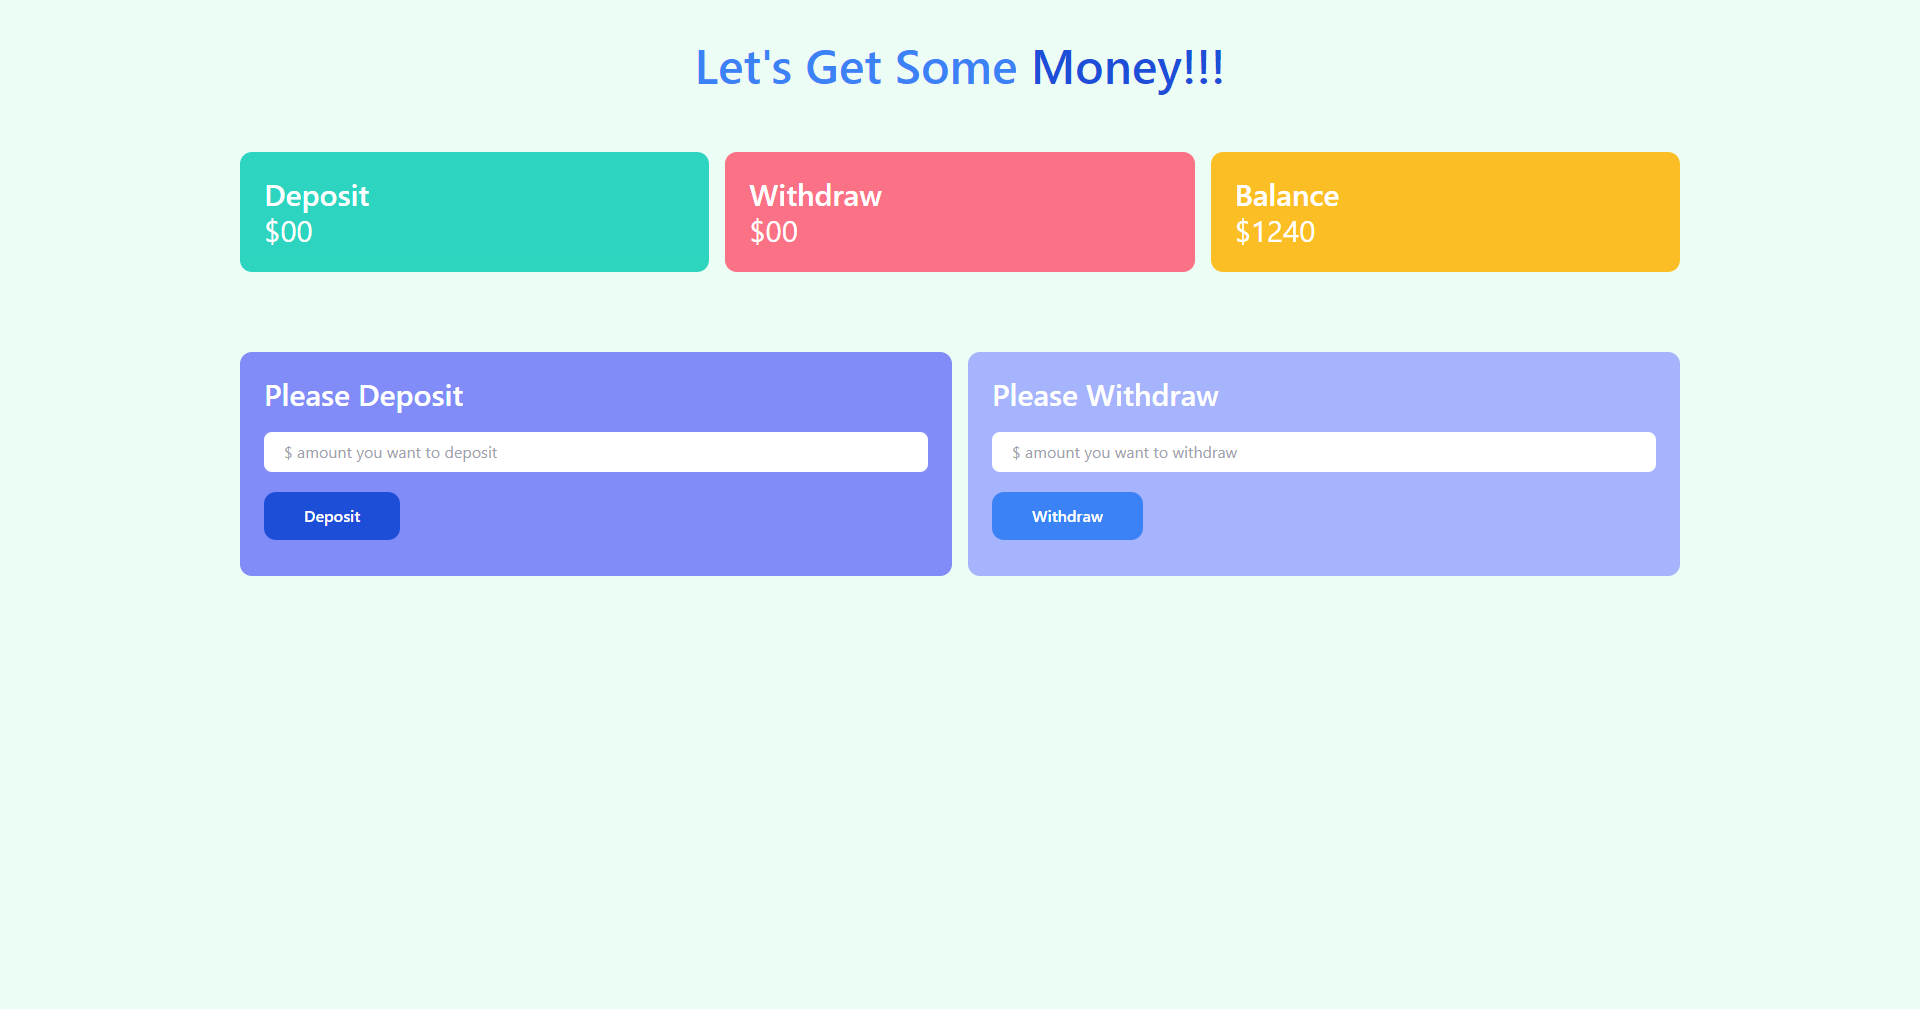 Let's Get Some Money!!!
Deposit
$00
Withdraw
$00
Balance
$1240
Please Deposit
$ amount you want to deposit
Deposit
Please Withdraw
$ amount you want to withdraw
Withdraw